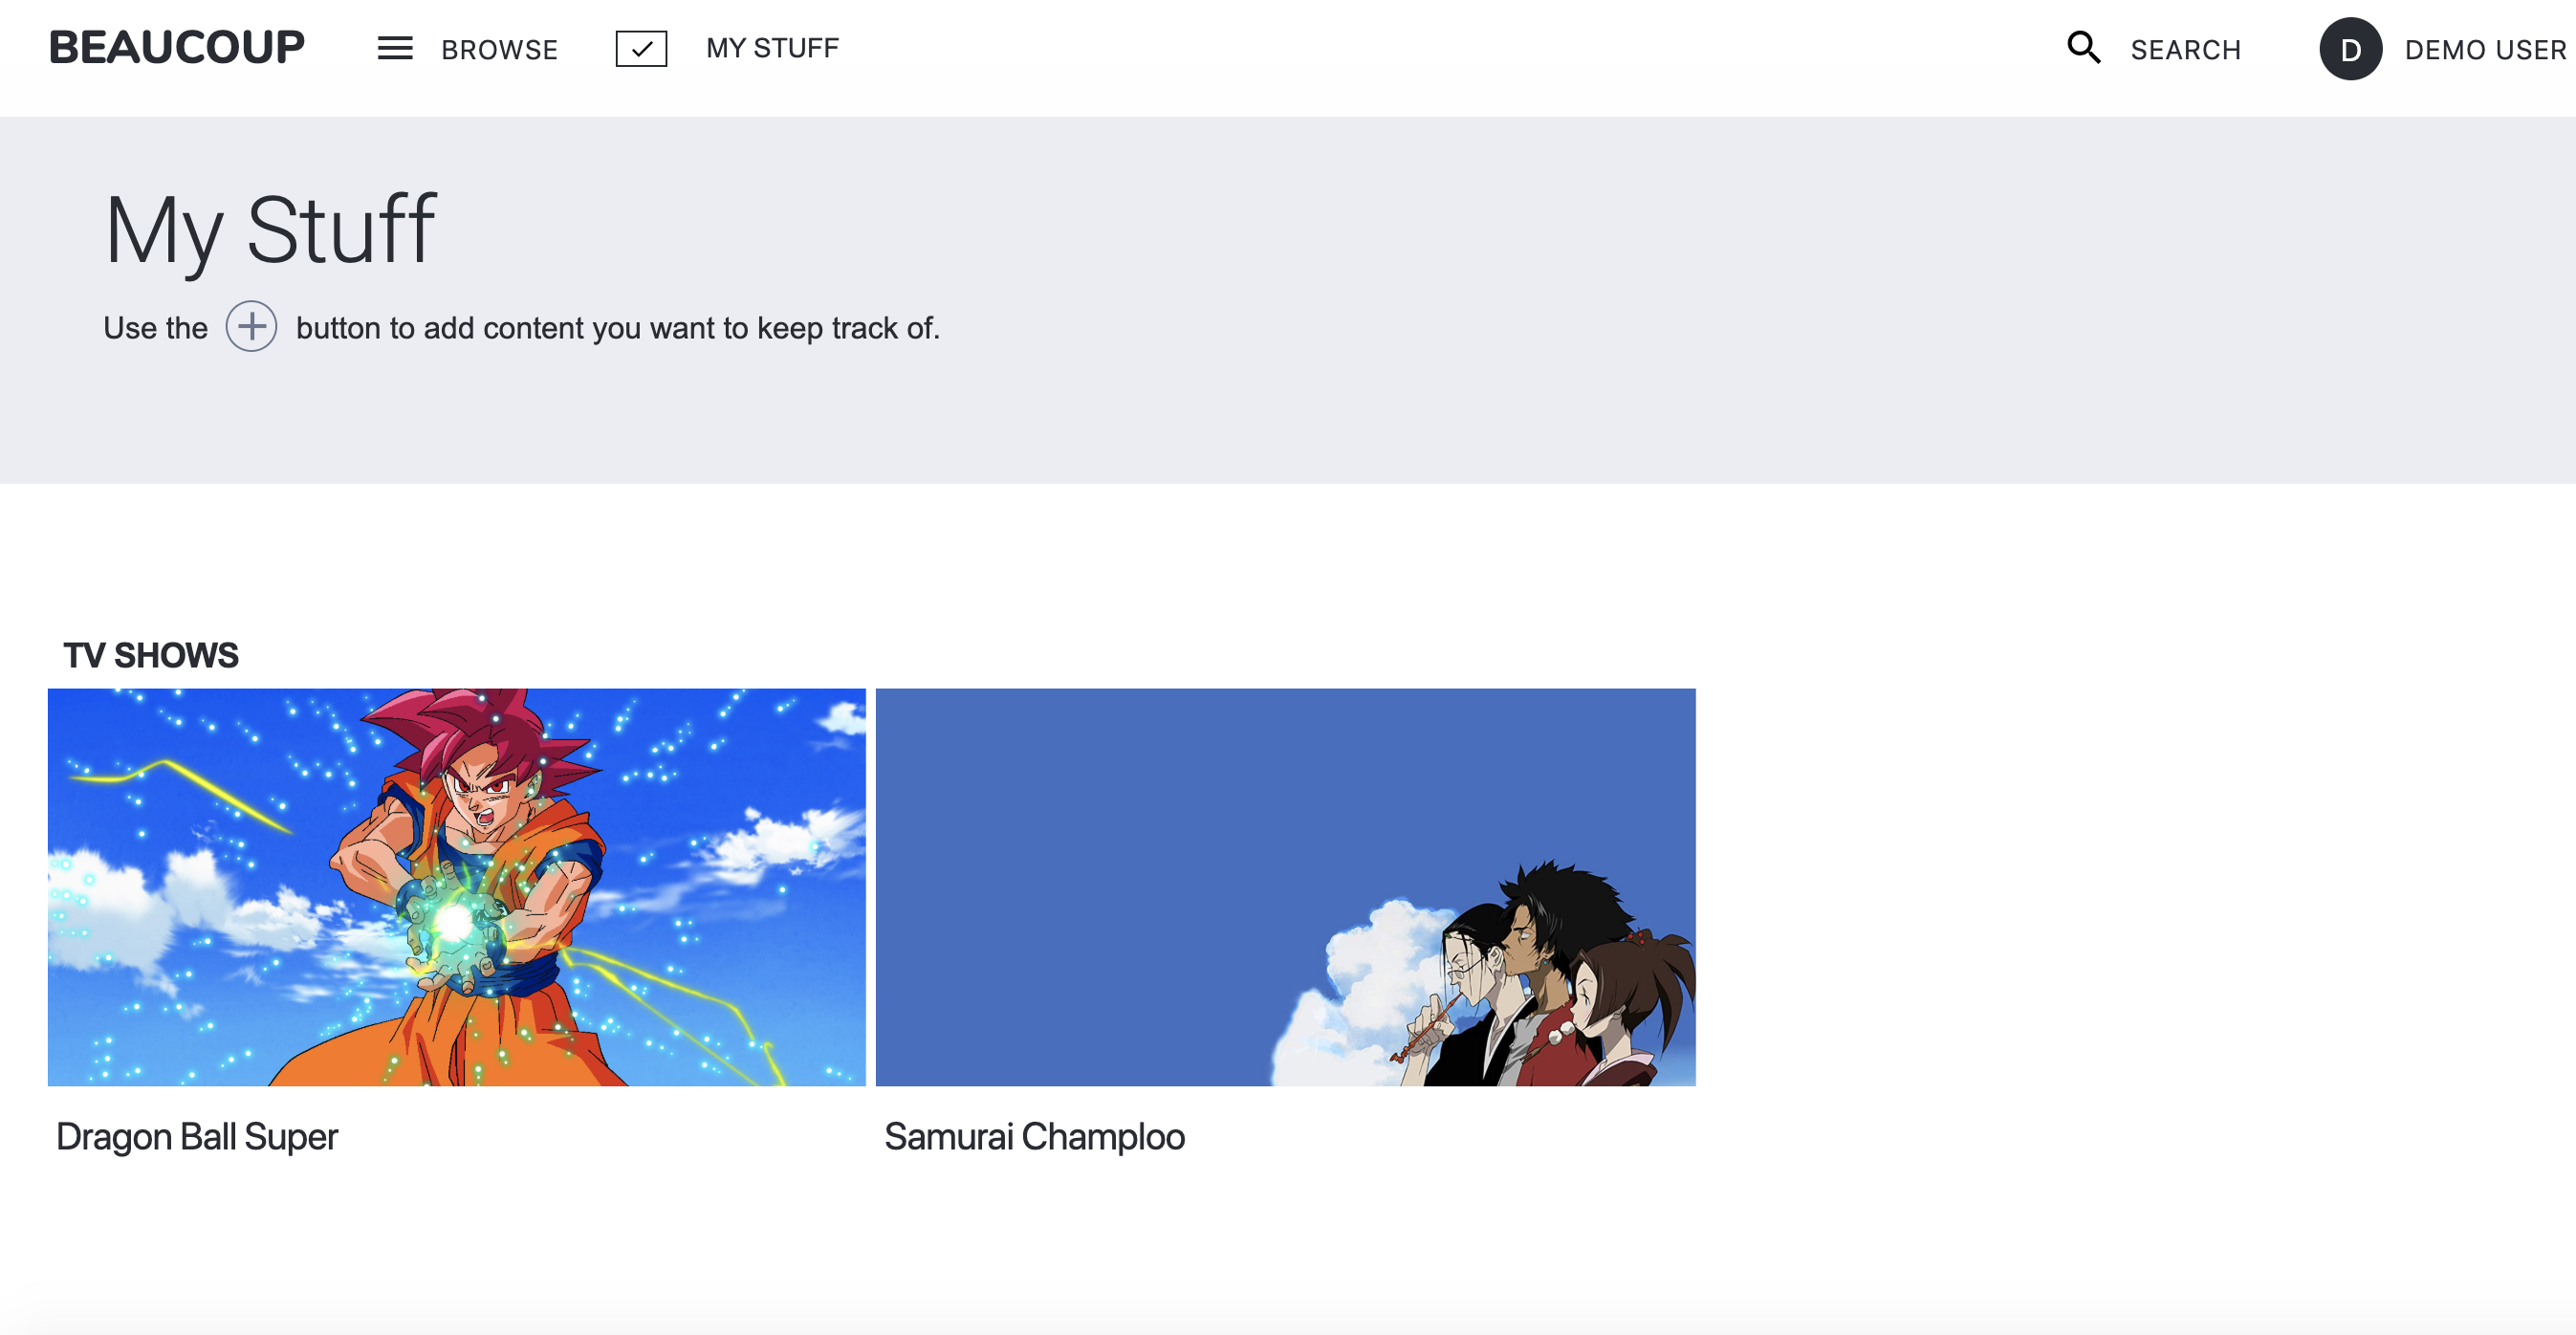 BEAUCOUP BROWSE MY STUFF SEARCH D DEMO USER
My Stuff
Use the + button to add content you want to keep track of.
TV SHOWS
Dragon Ball Super Samurai Champloo